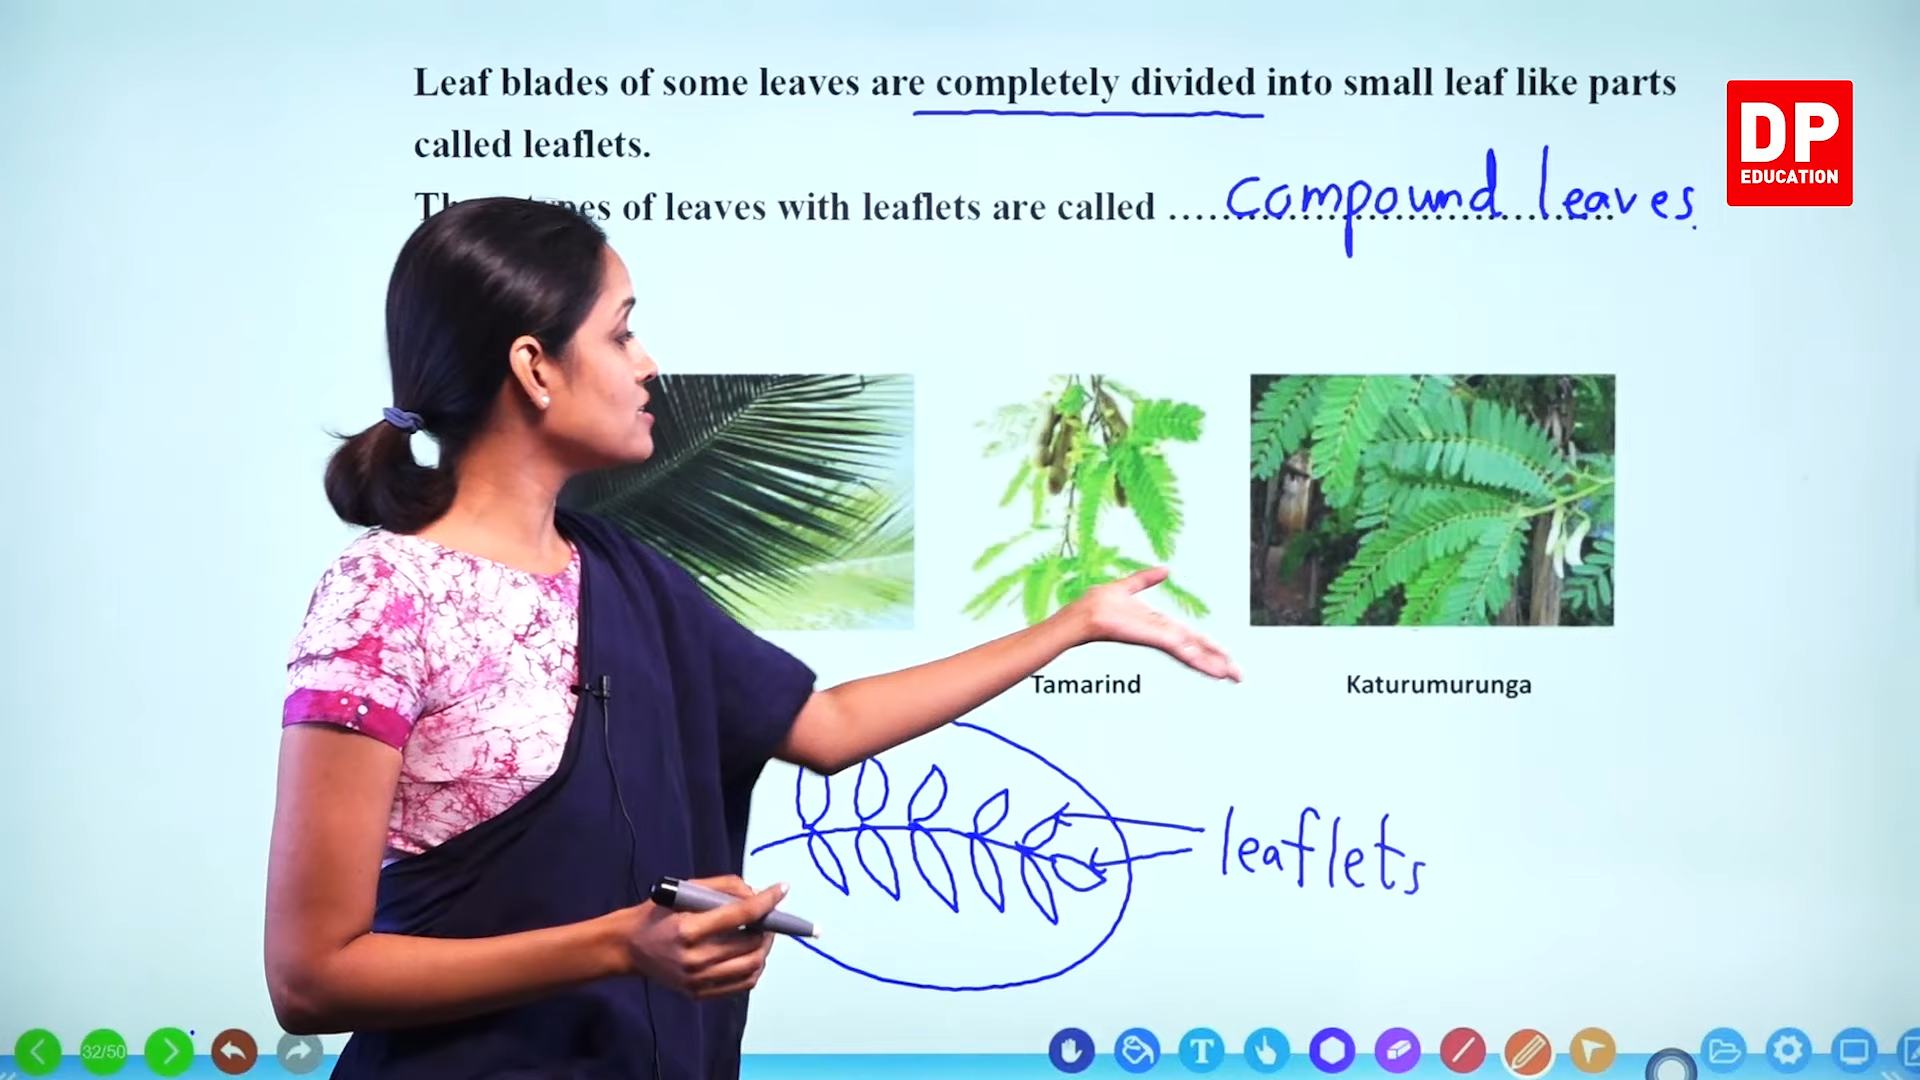 Leaf blades of some leaves are completely divided into small leaf like parts
called leaflets.
types of leaves with leaflets are called .......... compound leaves.
DP
EDUCATION
Tamarind
Katurumurunga
leaflets
32/50
T